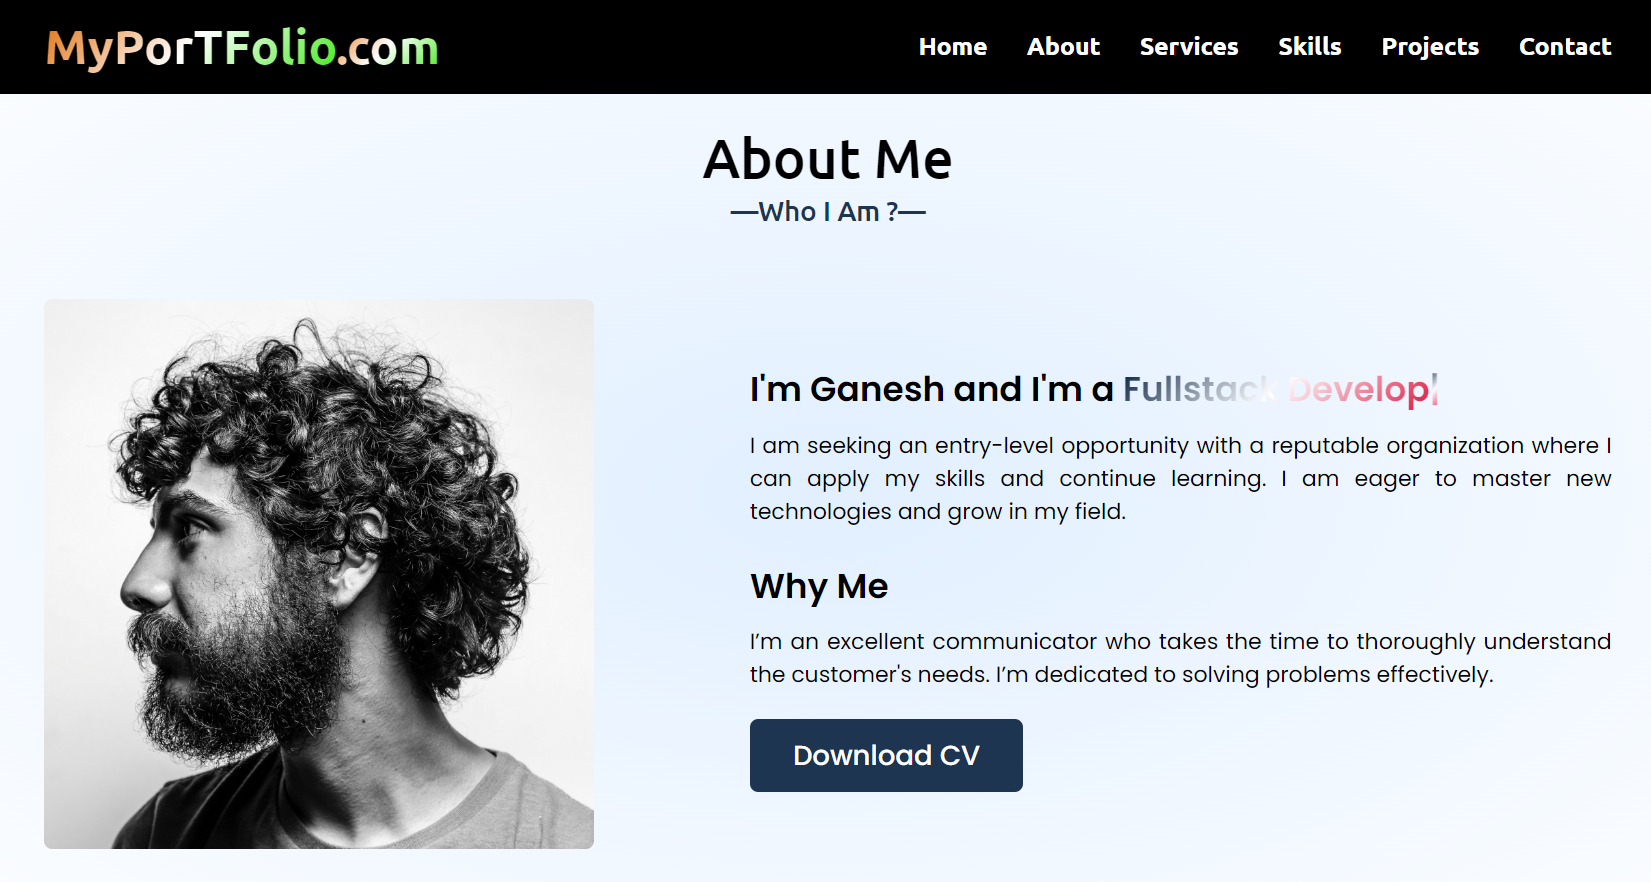 MyPorTFolio.com
Home About Services Skills Projects Contact
About Me
—Who I Am ?—
I'm Ganesh and I'm a Fullstack Develop|
I am seeking an entry-level opportunity with a reputable organization where I
can apply my skills and continue learning. I am eager to master new
technologies and grow in my field.
Why Me
I’m an excellent communicator who takes the time to thoroughly understand
the customer's needs. I’m dedicated to solving problems effectively.
Download CV